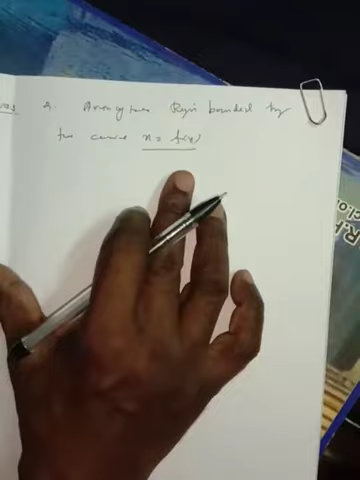 2. Area of the Region bounded by
the curve x = f(y)
R.